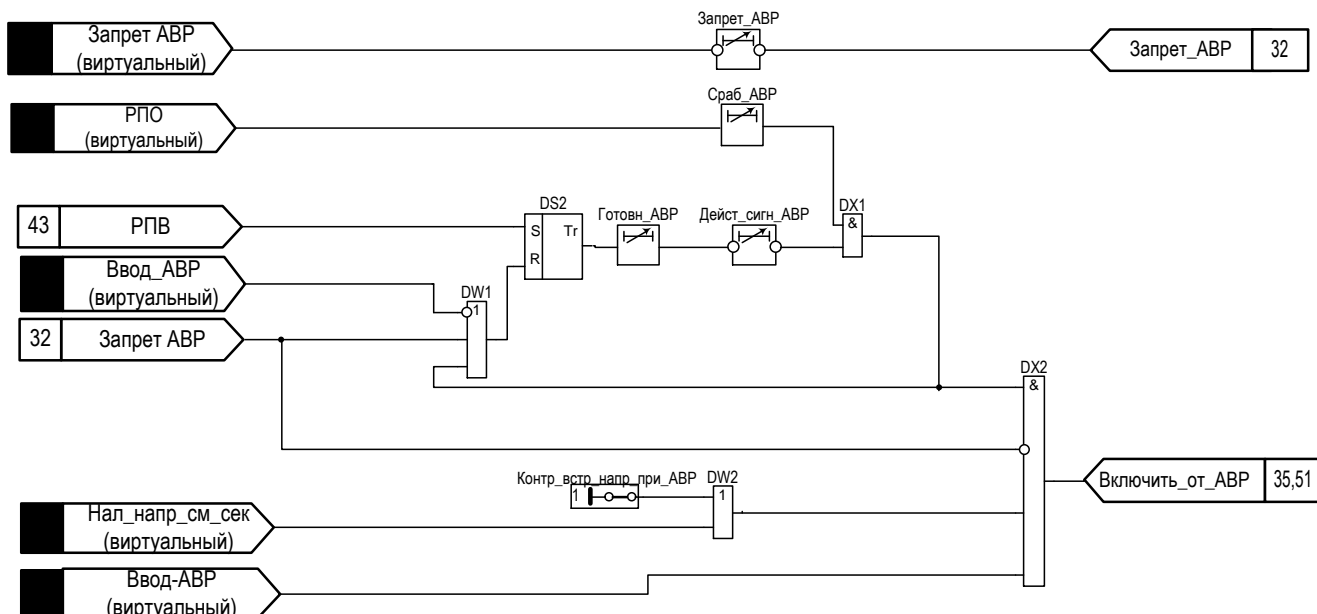 Запрет_АВР
Запрет АВР
(виртуальный)
Запрет_АВР 32
РПО
(виртуальный)
Сраб_АВР
43 РПВ
DS2
S Tr
R
Готовн_АВР
Дейст_сигн_АВР
DX1
&
Ввод_АВР
(виртуальный)
DW1
1
32 Запрет АВР
DX2
&
Контр_встр_напр_при_АВР
1
DW2
1
Включить_от_АВР 35,51
Нал_напр_см_сек
(виртуальный)
Ввод-АВР
(виртуальный)